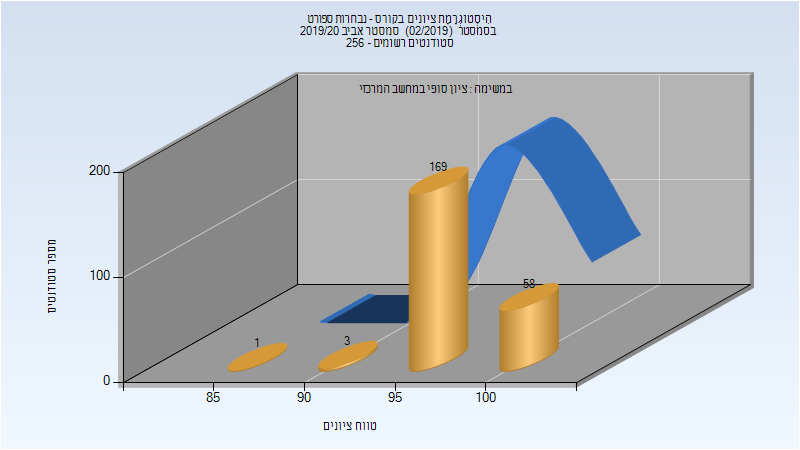 היסטוגרמת ציונים בקורס - נבחרות ספורט
בסמסטר (02/2019) סמסטר אביב 2019/20
סטודנטים רשומים - 256
במשימה : ציון סופי במחשב המרכזי
200
100
0
מספר סטודנטים
1
3
169
58
85
90
95
100
טווח ציונים